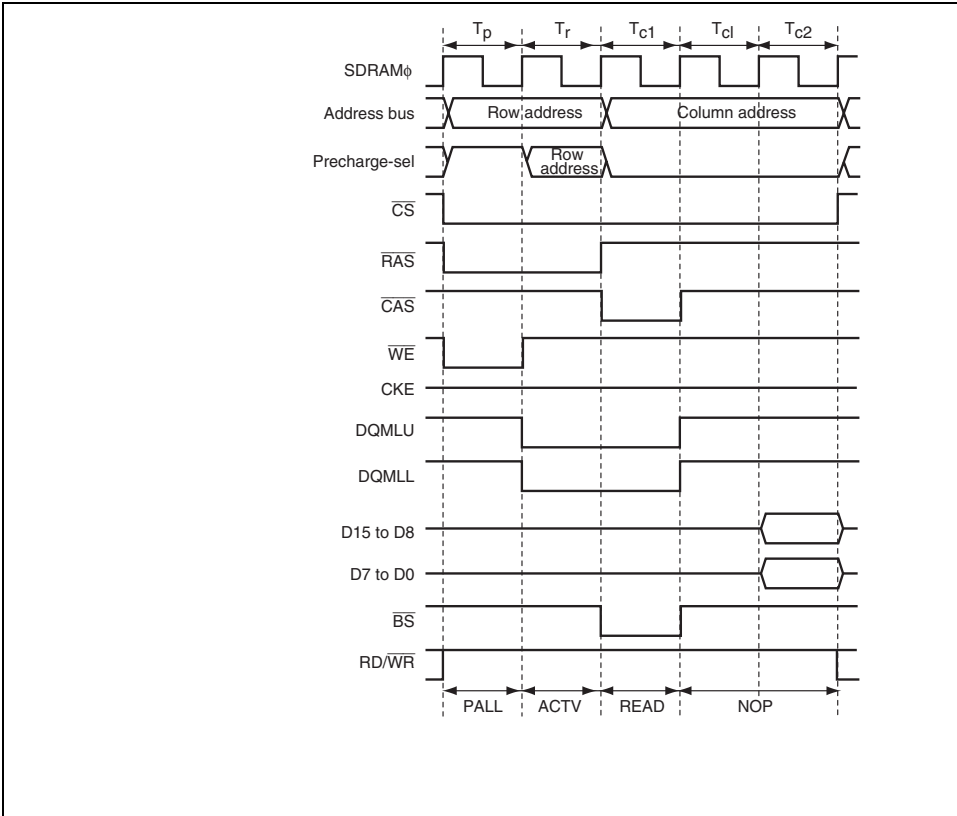 Tp Tr Tc1 Tcl Tc2
SDRAMϕ
Address bus Row address Column address
Precharge-sel Row
address
CS
RAS
CAS
WE
CKE
DQMLU
DQMLL
D15 to D8
D7 to D0
BS
RD/WR
PALL ACTV READ NOP